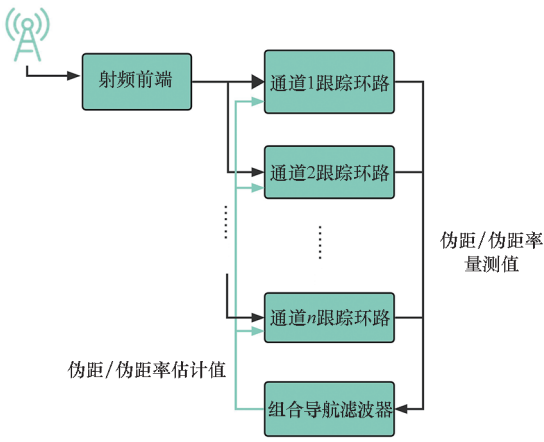 射频前端
通道1跟踪环路
通道2跟踪环路
伪距/伪距率
量测值
通道n跟踪环路
伪距/伪距率估计值
组合导航滤波器